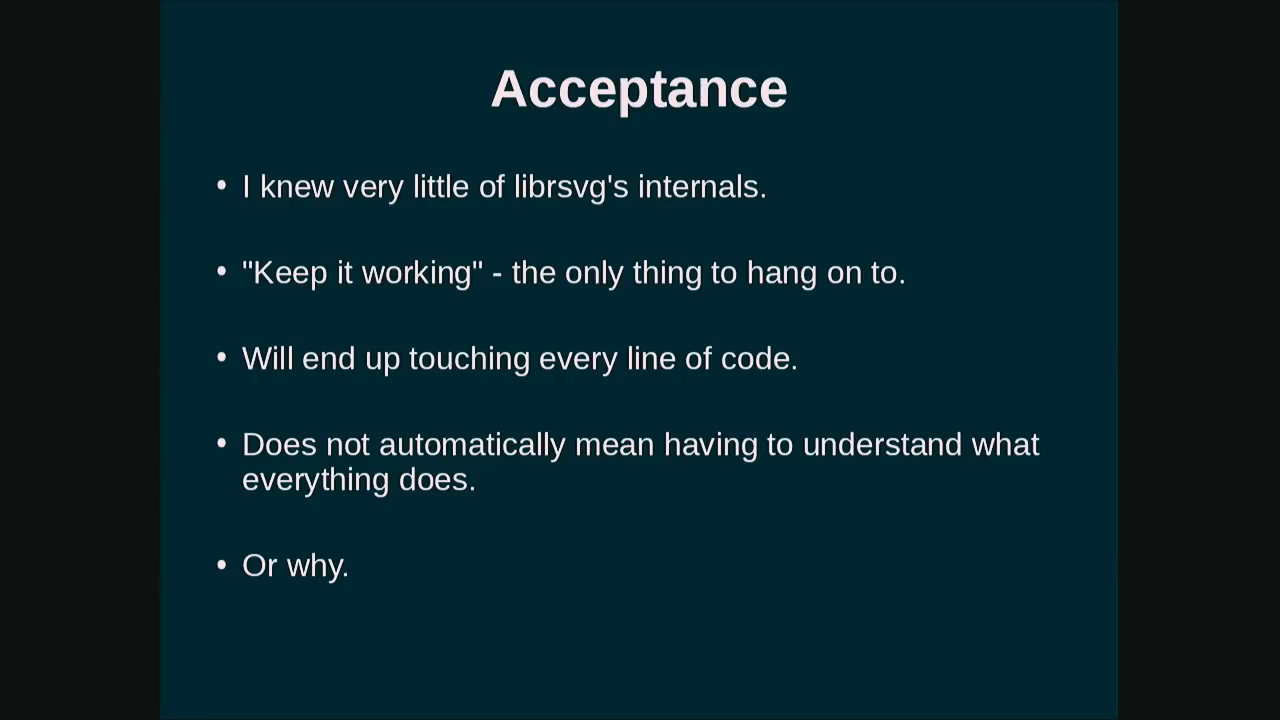 Acceptance
• I knew very little of librsvg's internals.
• "Keep it working" - the only thing to hang on to.
• Will end up touching every line of code.
• Does not automatically mean having to understand what
everything does.
• Or why.